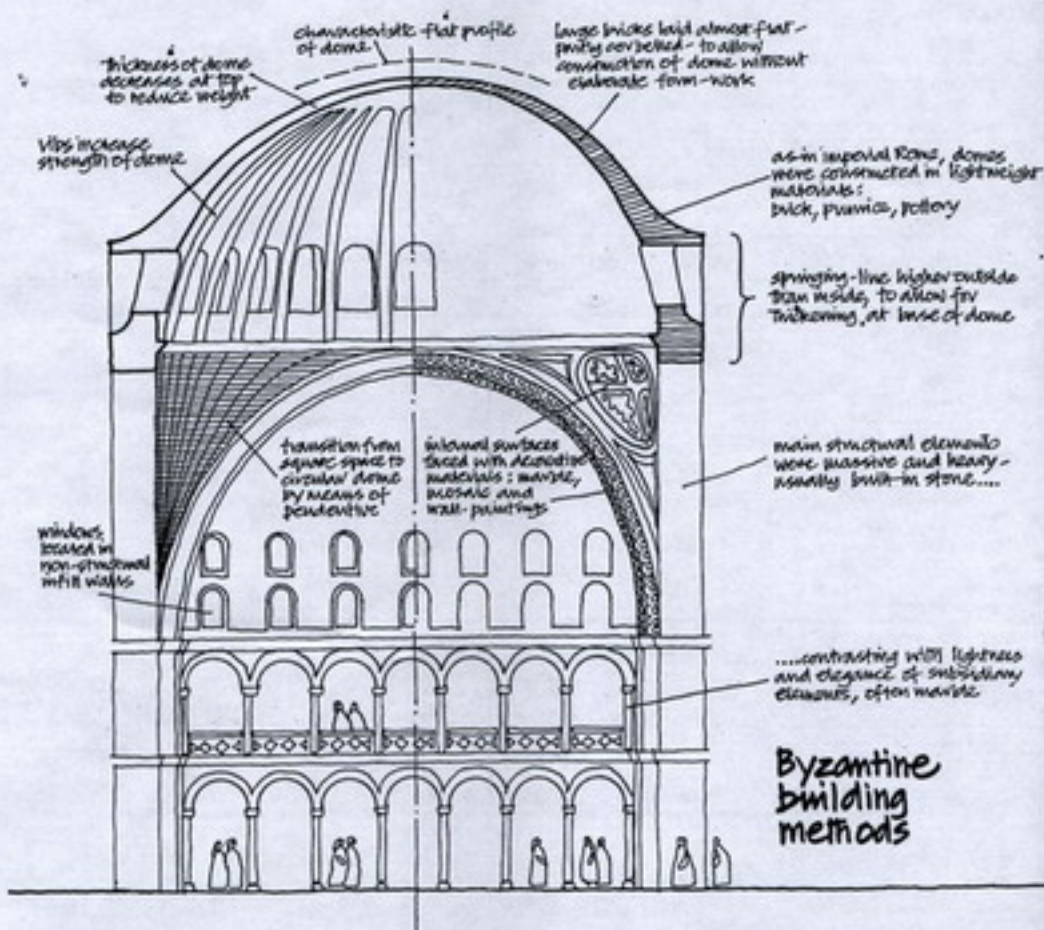 characteristic flat profile
of dome
thickness of dome
decreases at top
to reduce weight
large bricks laid almost flat -
partly corbelled - to allow
construction of dome without
elaborate form-work
ribs increase
strength of dome
as in imperial Rome, domes
were constructed in lightweight
materials:
brick, pumice, pottery
springing-line higher outside
than inside, to allow for
thickening, at base of dome
transition from
square space to
circular dome
by means of
pendentive
internal surfaces
faced with decorative
materials: marble,
mosaic and
wall-paintings
main structural elements
were massive and heavy -
usually built-in stone....
windows
located in
non-structural
infill walls
....contrasting with lightness
and elegance of subsidiary
elements, often marble
Byzantine
building
methods